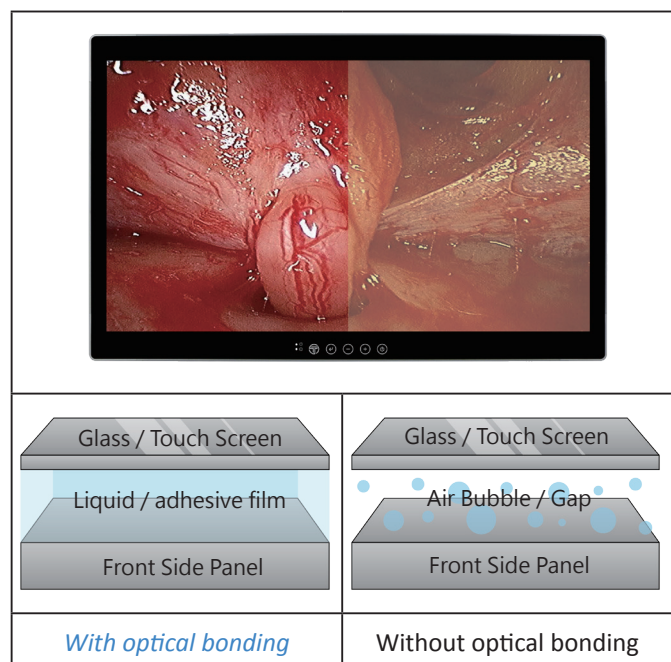 Glass / Touch Screen
Liquid / adhesive film
Front Side Panel
With optical bonding
Glass / Touch Screen
Air Bubble / Gap
Front Side Panel
Without optical bonding